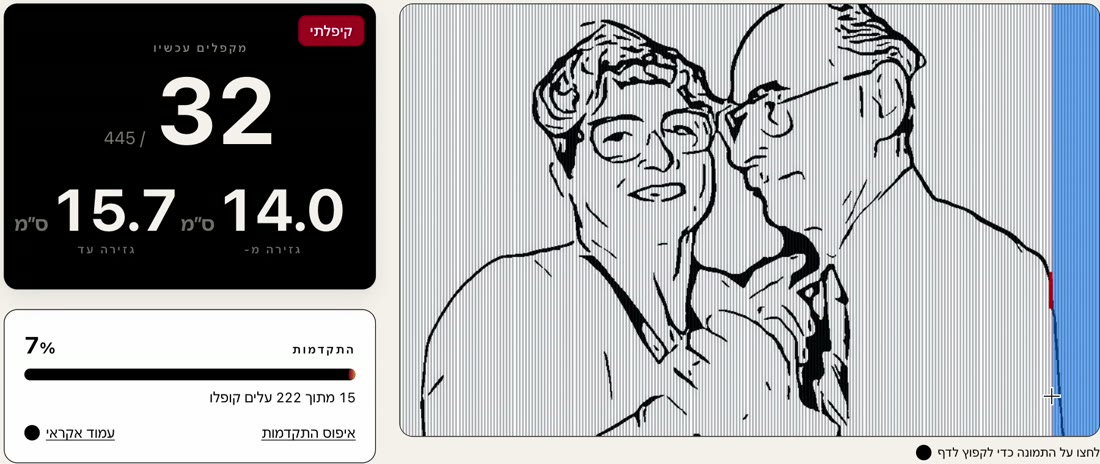 קיפלתי
מקפלים עכשיו
32
/ 445
14.0 ס״מ
גזירה מ-
15.7 ס״מ
גזירה עד
התקדמות
7%
15 מתוך 222 עלים קופלו
איפוס התקדמות
עמוד אקראי
לחצו על התמונה כדי לקפוץ לדף